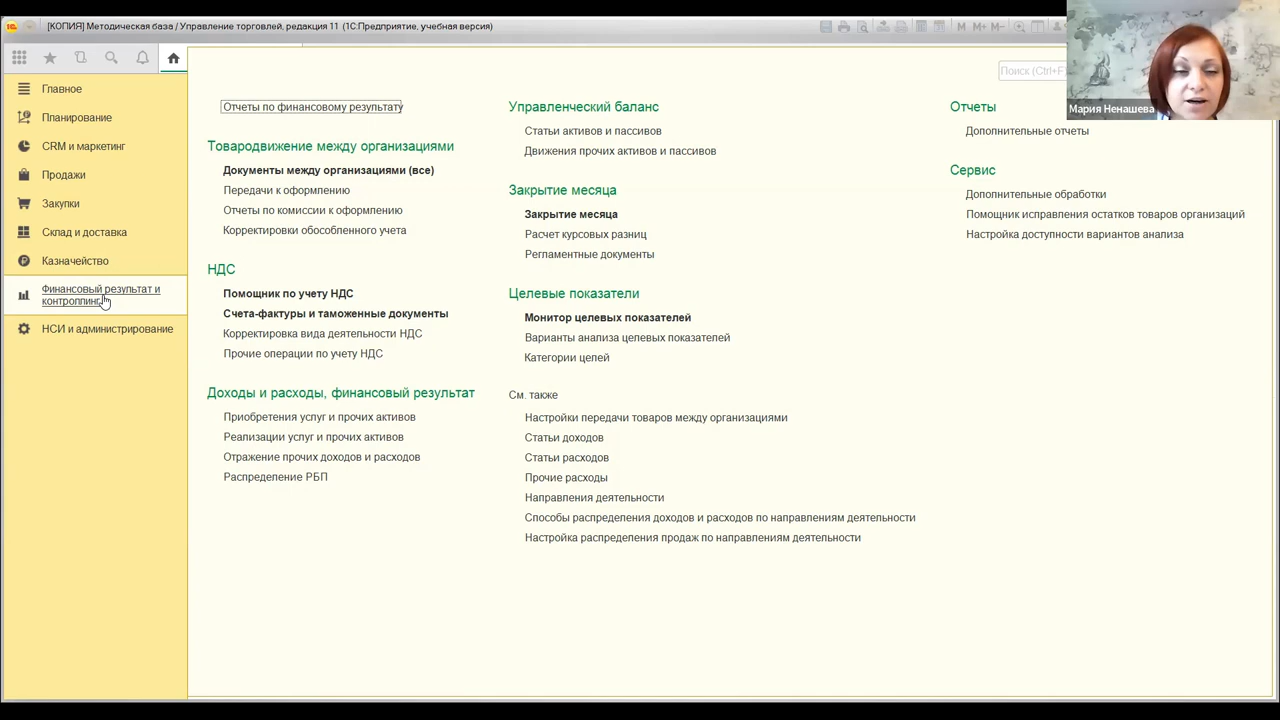 [КОПИЯ] Методическая база / Управление торговлей, редакция 11 (1С:Предприятие, учебная версия)
M M+ M-
Поиск (Ctrl+F)
Мария Ненашева
Главное
Планирование
CRM и маркетинг
Продажи
Закупки
Склад и доставка
Казначейство
Финансовый результат и
контроллинг
НСИ и администрирование
Отчеты по финансовому результату
Товародвижение между организациями
Документы между организациями (все)
Передачи к оформлению
Отчеты по комиссии к оформлению
Корректировки обособленного учета
НДС
Помощник по учету НДС
Счета-фактуры и таможенные документы
Корректировка вида деятельности НДС
Прочие операции по учету НДС
Доходы и расходы, финансовый результат
Приобретения услуг и прочих активов
Реализации услуг и прочих активов
Отражение прочих доходов и расходов
Распределение РБП
Управленческий баланс
Статьи активов и пассивов
Движения прочих активов и пассивов
Закрытие месяца
Закрытие месяца
Расчет курсовых разниц
Регламентные документы
Целевые показатели
Монитор целевых показателей
Варианты анализа целевых показателей
Категории целей
См. также
Настройки передачи товаров между организациями
Статьи доходов
Статьи расходов
Прочие расходы
Направления деятельности
Способы распределения доходов и расходов по направлениям деятельности
Настройка распределения продаж по направлениям деятельности
Отчеты
Дополнительные отчеты
Сервис
Дополнительные обработки
Помощник исправления остатков товаров организаций
Настройка доступности вариантов анализа